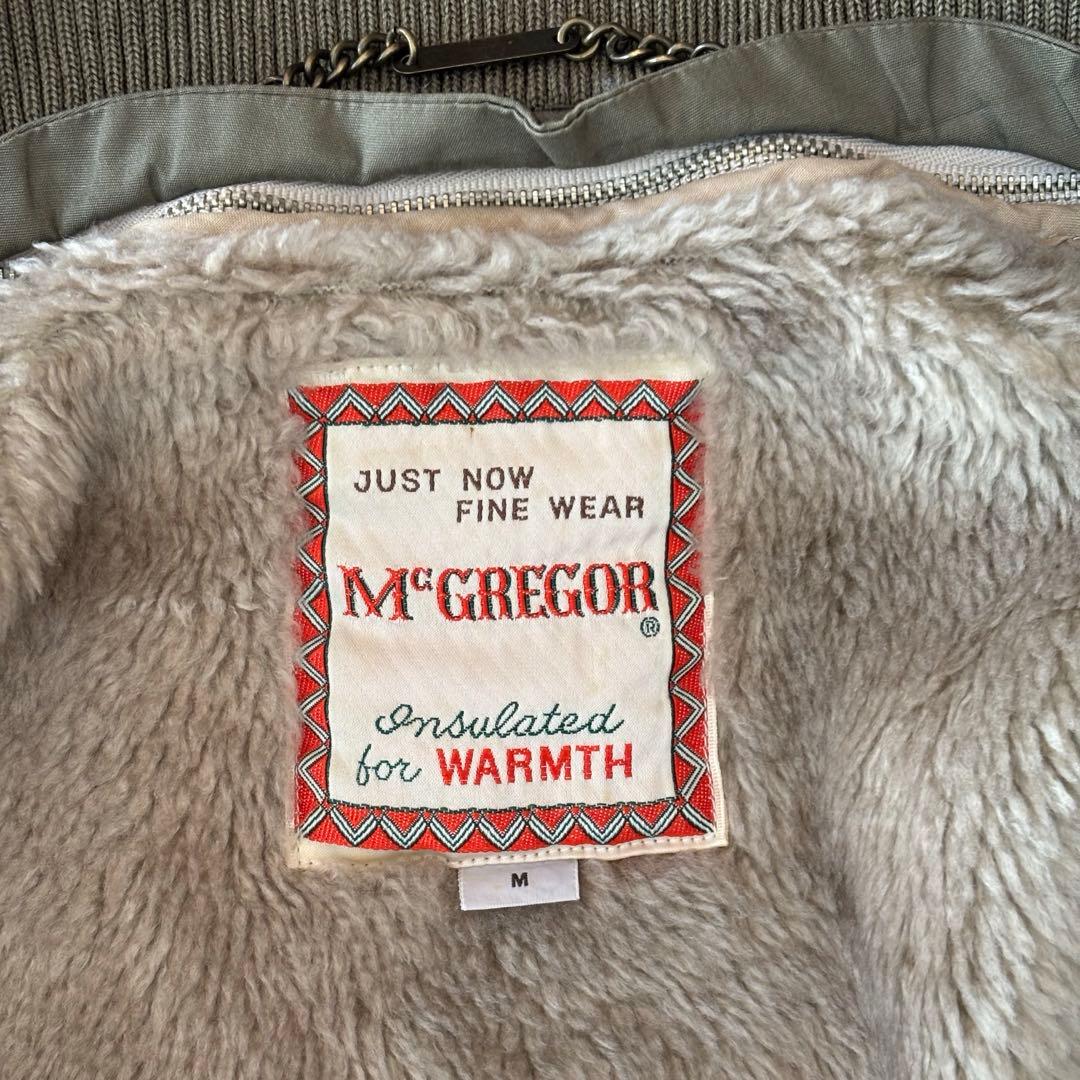 JUST NOW
FINE WEAR
McGREGOR
®
Insulated
for WARMTH
M